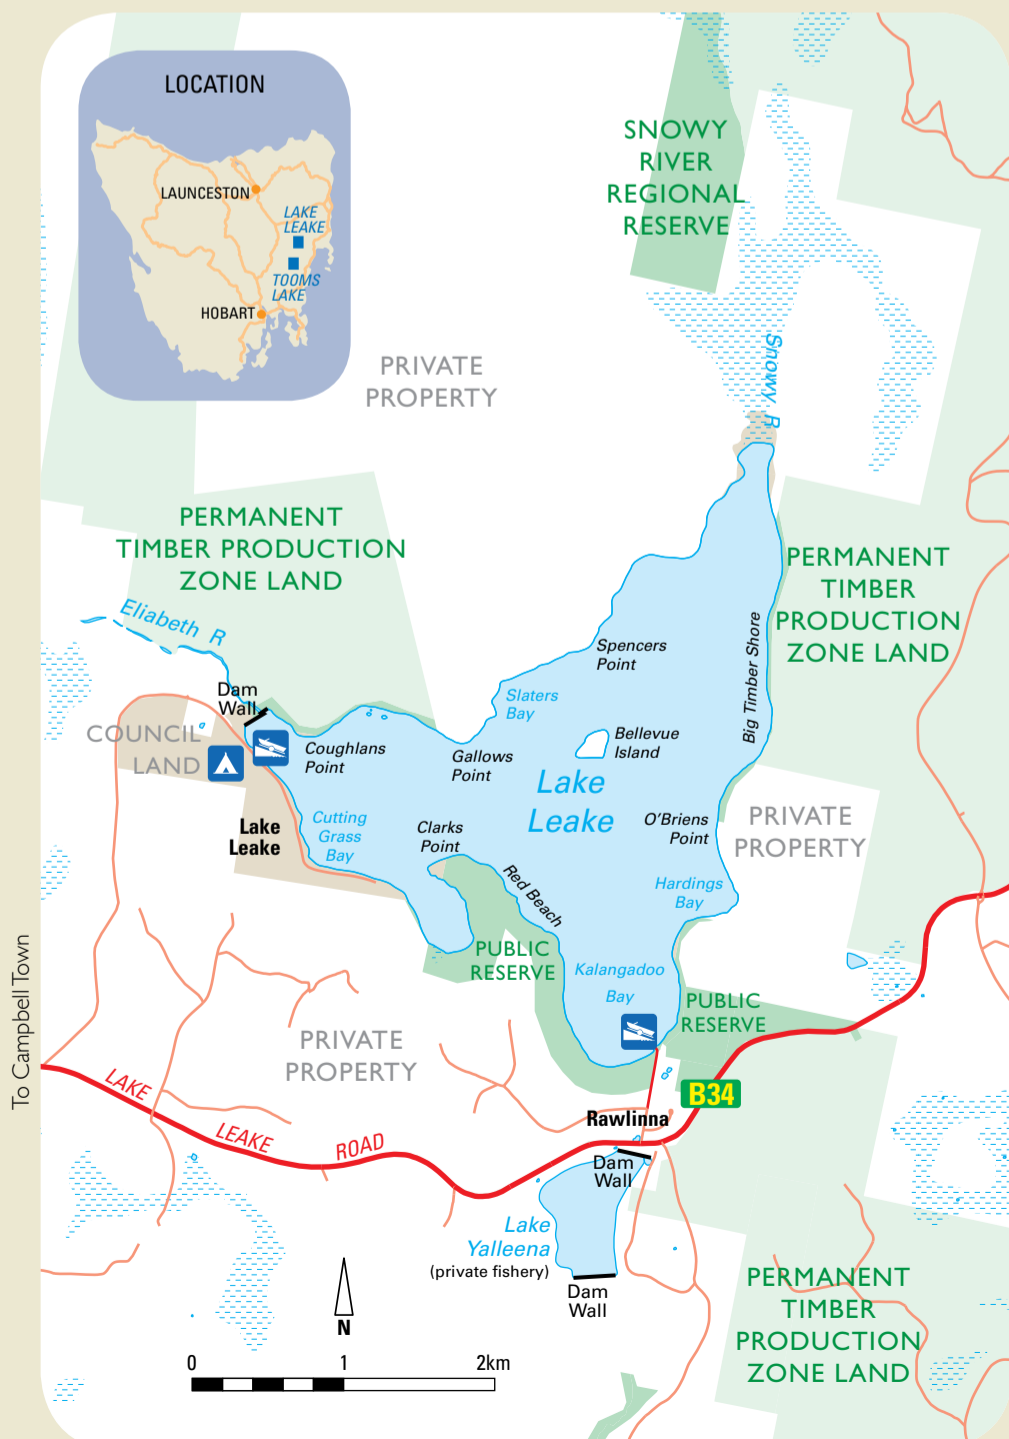 LOCATION
LAUNCESTON
LAKE
LEAKE
TOOMS
LAKE
HOBART
SNOWY
RIVER
REGIONAL
RESERVE
PRIVATE
PROPERTY
Snowy R
PERMANENT
TIMBER PRODUCTION
ZONE LAND
PERMANENT
TIMBER
PRODUCTION
ZONE LAND
Eliabeth R
Big Timber Shore
Spencers
Point
Dam
Wall
Slaters
Bay
COUNCIL
LAND
Coughlans
Point
Gallows
Point
Bellevue
Island
Lake
Leake
Lake
Leake
Cutting
Grass
Bay
Clarks
Point
O'Briens
Point
PRIVATE
PROPERTY
Red Beach
Hardings
Bay
PUBLIC
RESERVE
Kalangadoo
Bay
PUBLIC
RESERVE
To Campbell Town
PRIVATE
PROPERTY
LAKE
LEAKE
ROAD
B34
Rawlinna
Dam
Wall
Lake
Yalleena
(private fishery)
Dam
Wall
PERMANENT
TIMBER
PRODUCTION
ZONE LAND
N
0 1 2km